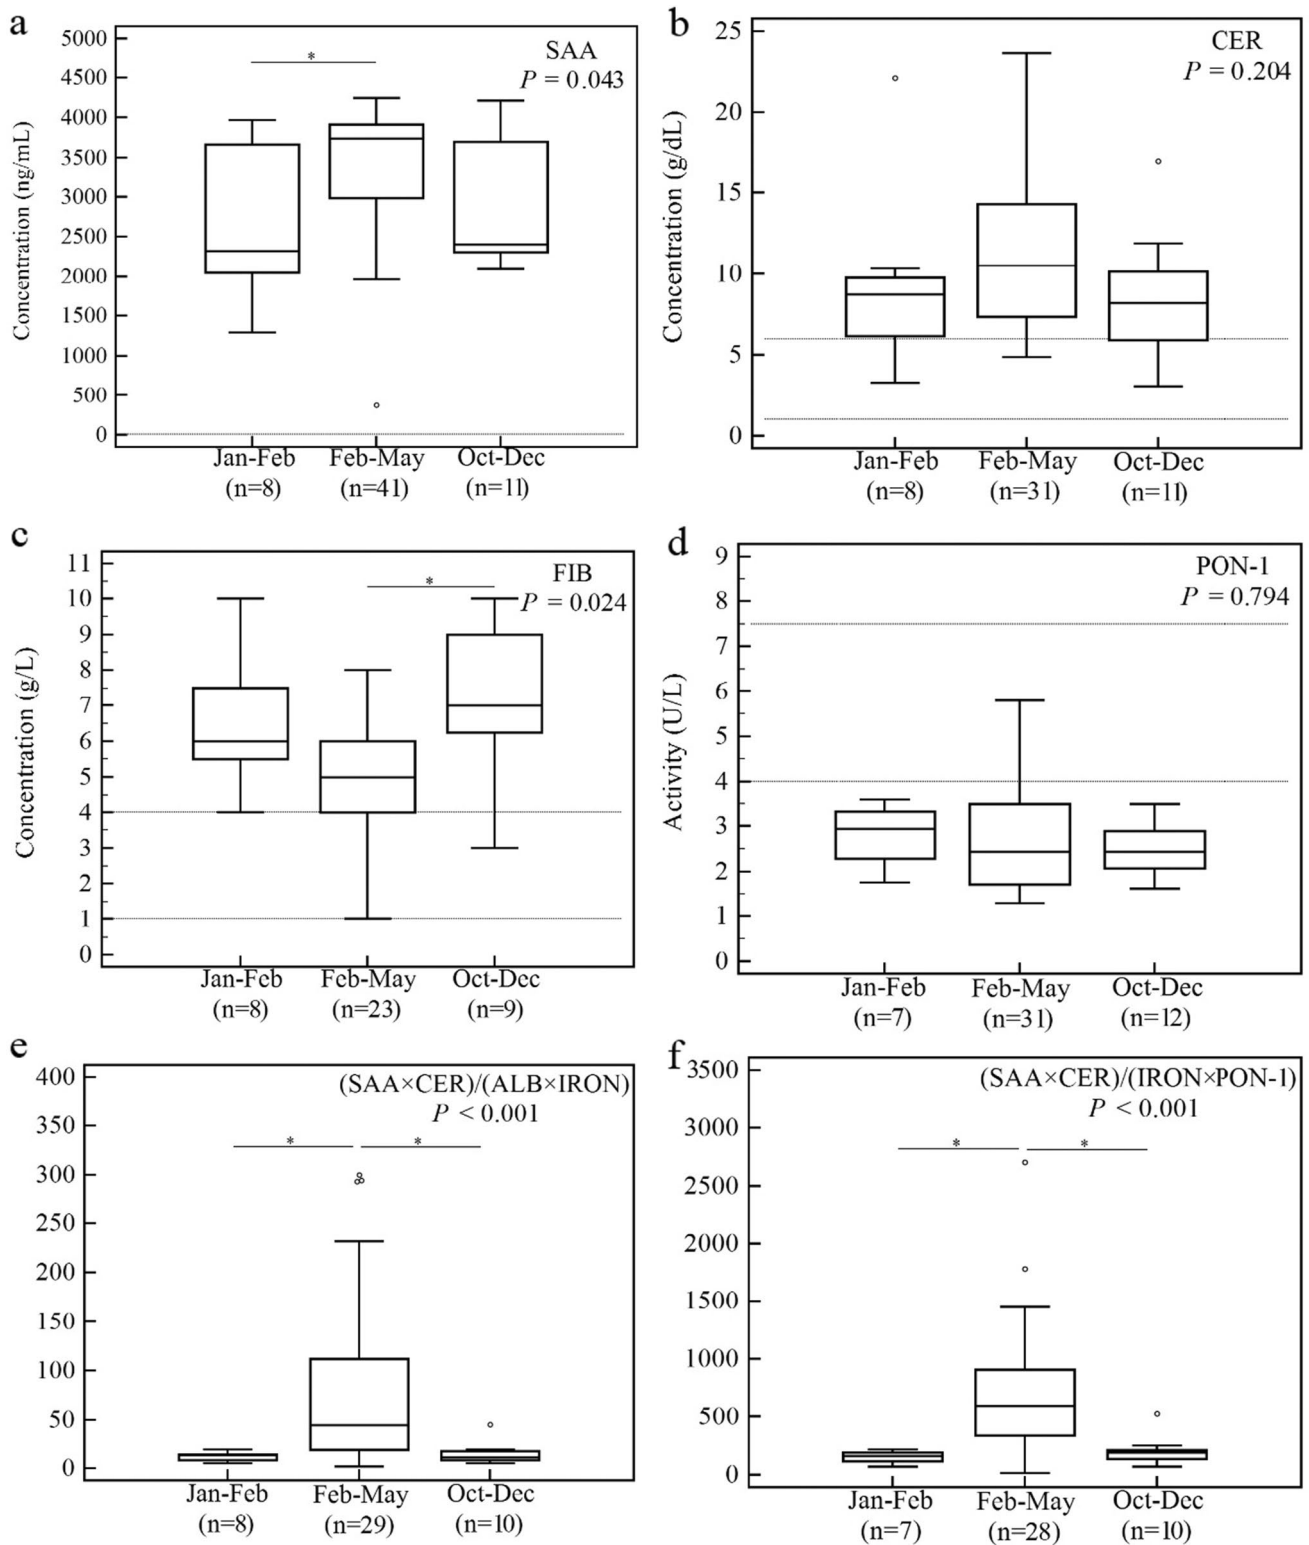 a
SAA
P = 0.043
*
Concentration (ng/mL)
5000
4500
4000
3500
3000
2500
2000
1500
1000
500
0
Jan-Feb Feb-May Oct-Dec
(n=8) (n=41) (n=11)
b
CER
P = 0.204
Concentration (g/dL)
25
20
15
10
5
0
Jan-Feb Feb-May Oct-Dec
(n=8) (n=31) (n=11)
c
FIB
P = 0.024
*
Concentration (g/L)
11
10
9
8
7
6
5
4
3
2
1
0
Jan-Feb Feb-May Oct-Dec
(n=8) (n=23) (n=9)
d
PON-1
P = 0.794
Activity (U/L)
9
8
7
6
5
4
3
2
1
0
Jan-Feb Feb-May Oct-Dec
(n=7) (n=31) (n=12)
e
(SAA×CER)/(ALB×IRON)
P < 0.001
* *
400
350
300
250
200
150
100
50
0
Jan-Feb Feb-May Oct-Dec
(n=8) (n=29) (n=10)
f
(SAA×CER)/(IRON×PON-1)
P < 0.001
* *
3500
3000
2500
2000
1500
1000
500
0
Jan-Feb Feb-May Oct-Dec
(n=7) (n=28) (n=10)